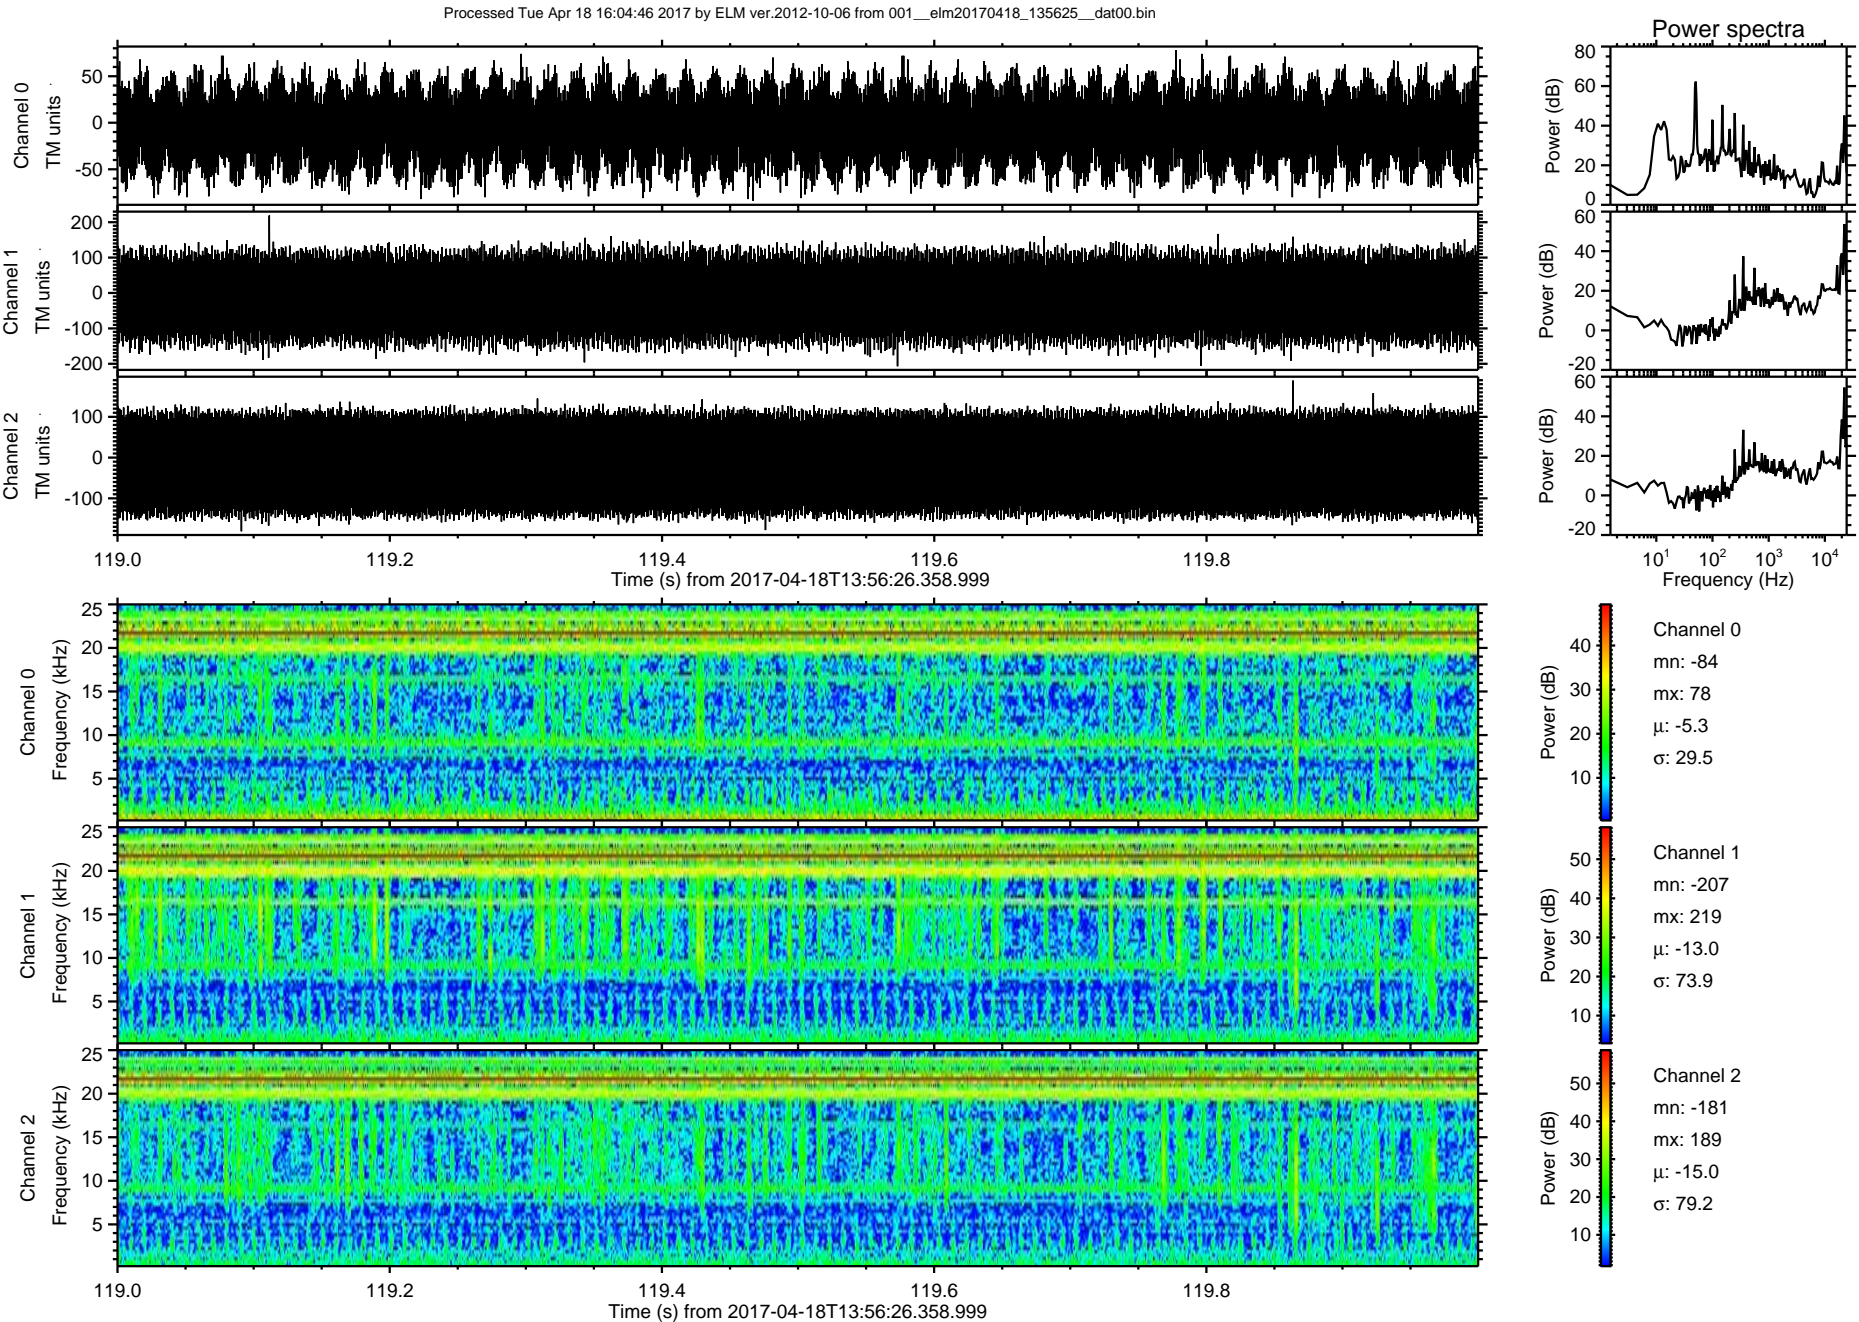 Processed Tue Apr 18 16:04:46 2017 by ELM ver.2012-10-06 from 001__elm20170418_135625__dat00.bin
Power spectra
Channel 0
TM units
50
0
-50
Power (dB)
80
60
40
20
0
Channel 1
TM units
200
100
0
-100
-200
Power (dB)
60
40
20
0
-20
Channel 2
TM units
100
0
-100
Power (dB)
60
40
20
0
-20
119.0 119.2 119.4 119.6 119.8
Time (s) from 2017-04-18T13:56:26.358.999
10^1 10^2 10^3 10^4
Frequency (Hz)
Channel 0
Frequency (kHz)
25
20
15
10
5
Power (dB)
40
30
20
10
Channel 0
mn: -84
mx: 78
μ: -5.3
σ: 29.5
Channel 1
Frequency (kHz)
25
20
15
10
5
Power (dB)
50
40
30
20
10
Channel 1
mn: -207
mx: 219
μ: -13.0
σ: 73.9
Channel 2
Frequency (kHz)
25
20
15
10
5
Power (dB)
50
40
30
20
10
Channel 2
mn: -181
mx: 189
μ: -15.0
σ: 79.2
119.0 119.2 119.4 119.6 119.8
Time (s) from 2017-04-18T13:56:26.358.999